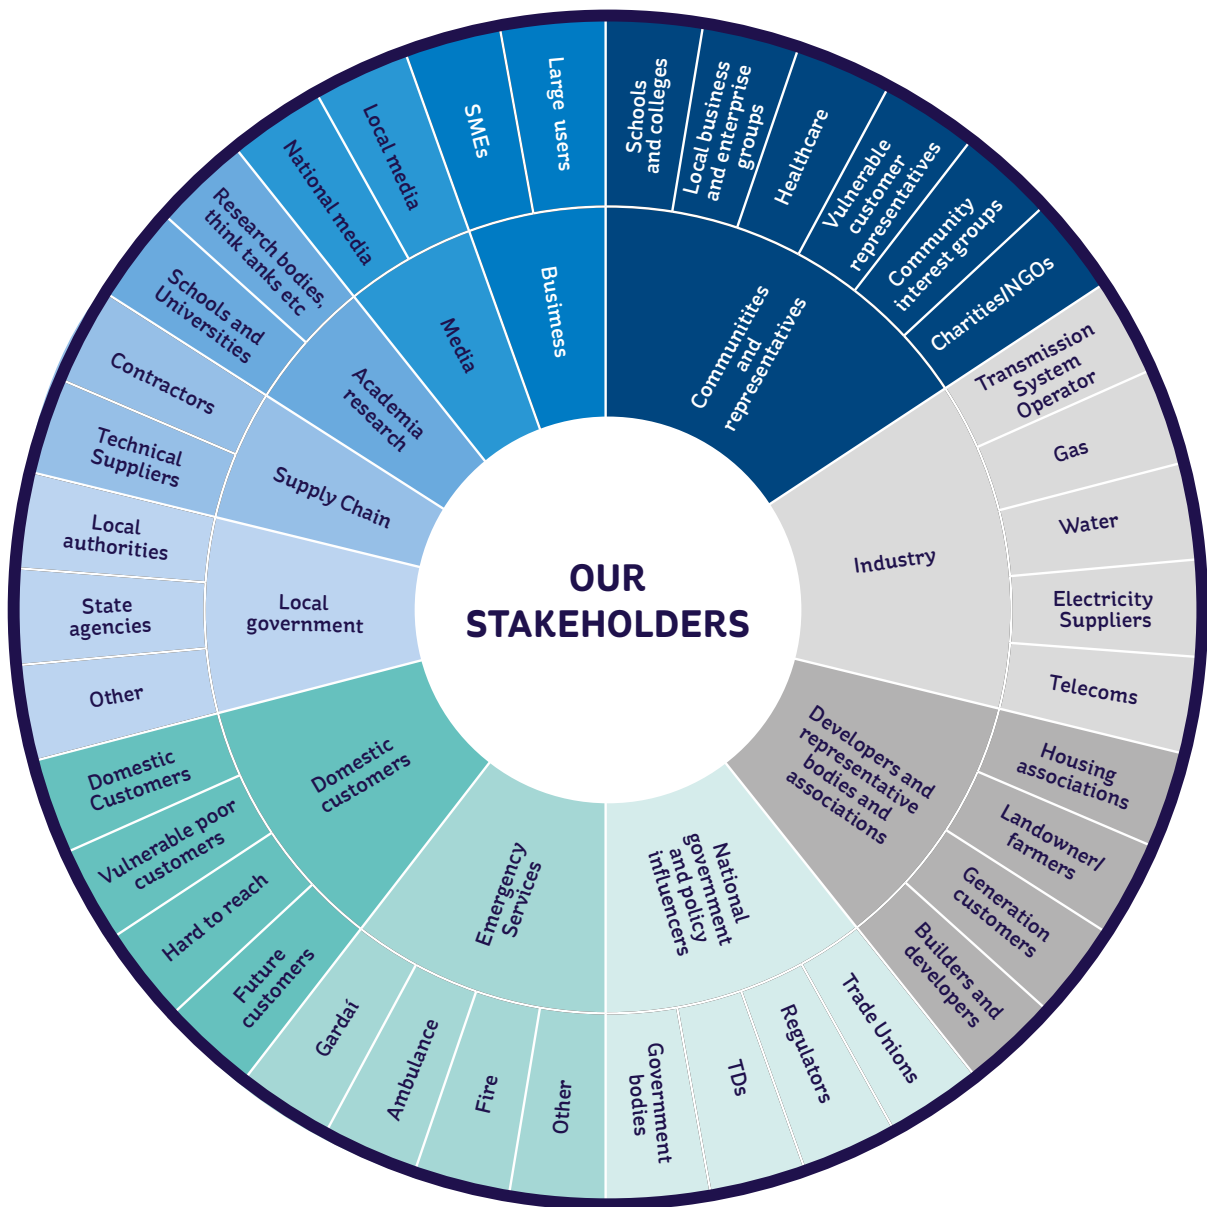 OUR
STAKEHOLDERS
Communitites
and
representatives
Schools
and colleges
Local business
and enterprise
groups
Healthcare
Vulnerable
customer
representatives
Community
interest groups
Charities/NGOs
Industry
Transmission
System
Operator
Gas
Water
Electricity
Suppliers
Telecoms
Developers and
representative
bodies and
associations
Housing
associations
Landowner/
farmers
Generation
customers
Builders and
developers
National
government
and policy
influencers
Trade Unions
Regulators
TDs
Government
bodies
Emergency
Services
Other
Fire
Ambulance
Gardaí
Domestic
customers
Future
customers
Hard to reach
Vulnerable poor
customers
Domestic
Customers
Local
government
Other
State
agencies
Local
authorities
Supply Chain
Technical
Suppliers
Contractors
Academia
research
Schools and
Universities
Research bodies,
think tanks etc
Media
National media
Local media
Busimess
SMEs
Large users